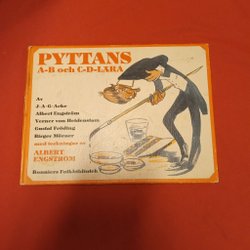 PYTTANS
A-B och C-D-LÄRA
Av
J·A·G·Acke
Albert Engström
Verner von Heidenstam
Gustaf Fröding
Birger Mörner
med teckningar av
ALBERT
ENGSTRÖM
Bonniers Folkbibliotek